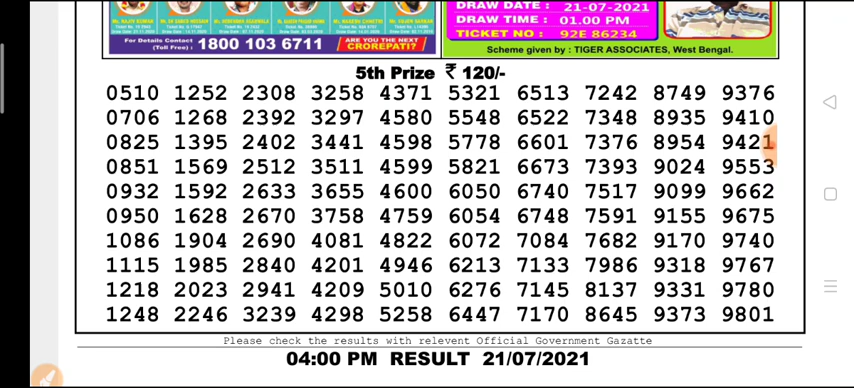 DRAW DATE : 21-07-2021
DRAW TIME : 01.00 PM
TICKET NO : 92E 86234
For Details Contact (Toll Free) : 1800 103 6711
ARE YOU THE NEXT CROREPATI?
Scheme given by : TIGER ASSOCIATES, West Bengal.
5th Prize ₹ 120/-
0510 1252 2308 3258 4371 5321 6513 7242 8749 9376
0706 1268 2392 3297 4580 5548 6522 7348 8935 9410
0825 1395 2402 3441 4598 5778 6601 7376 8954 9421
0851 1569 2512 3511 4599 5821 6673 7393 9024 9553
0932 1592 2633 3655 4600 6050 6740 7517 9099 9662
0950 1628 2670 3758 4759 6054 6748 7591 9155 9675
1086 1904 2690 4081 4822 6072 7084 7682 9170 9740
1115 1985 2840 4201 4946 6213 7133 7986 9318 9767
1218 2023 2941 4209 5010 6276 7145 8137 9331 9780
1248 2246 3239 4298 5258 6447 7170 8645 9373 9801
Please check the results with relevent Official Government Gazatte
04:00 PM RESULT 21/07/2021